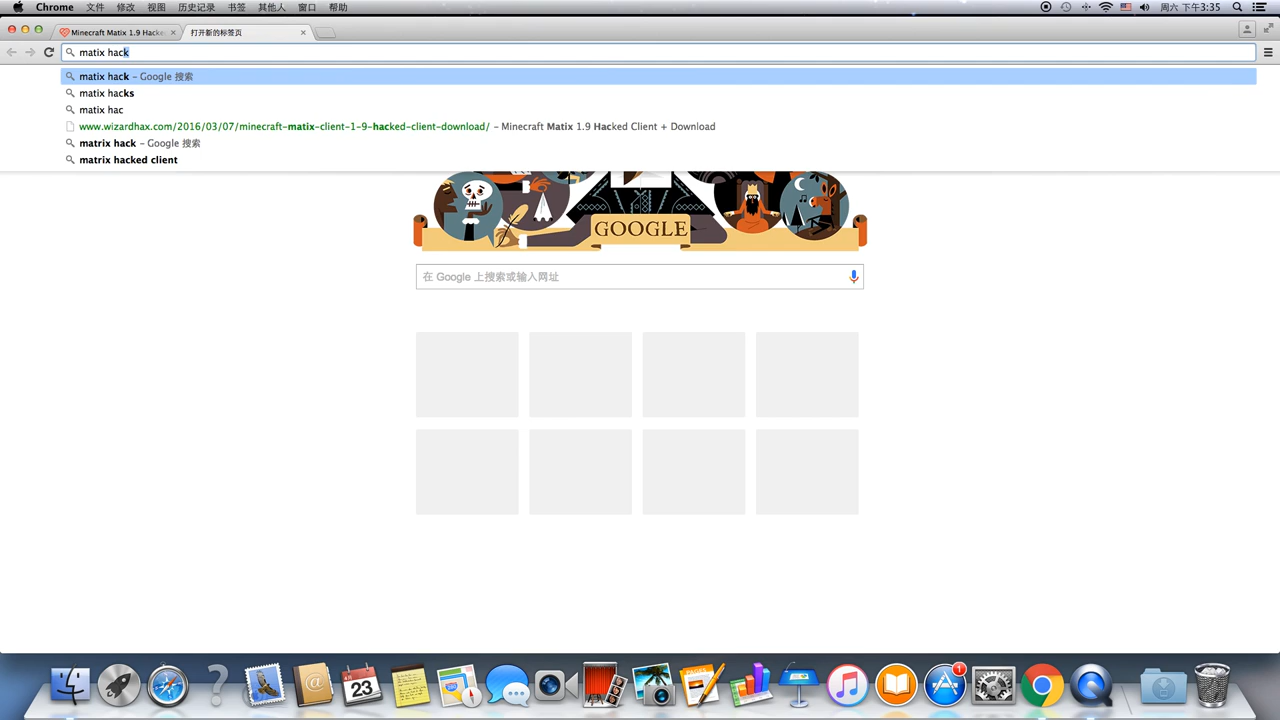 Chrome 文件 修改 视图 历史记录 书签 其他人 窗口 帮助 周六 下午3:35
Minecraft Matix 1.9 Hacke 打开新的标签页
matix hack
matix hack – Google 搜索
matix hacks
matix hac
www.wizardhax.com/2016/03/07/minecraft-matix-client-1-9-hacked-client-download/ – Minecraft Matix 1.9 Hacked Client + Download
matrix hack – Google 搜索
matrix hacked client
GOOGLE
在 Google 上搜索或输入网址
23
PAGES
1